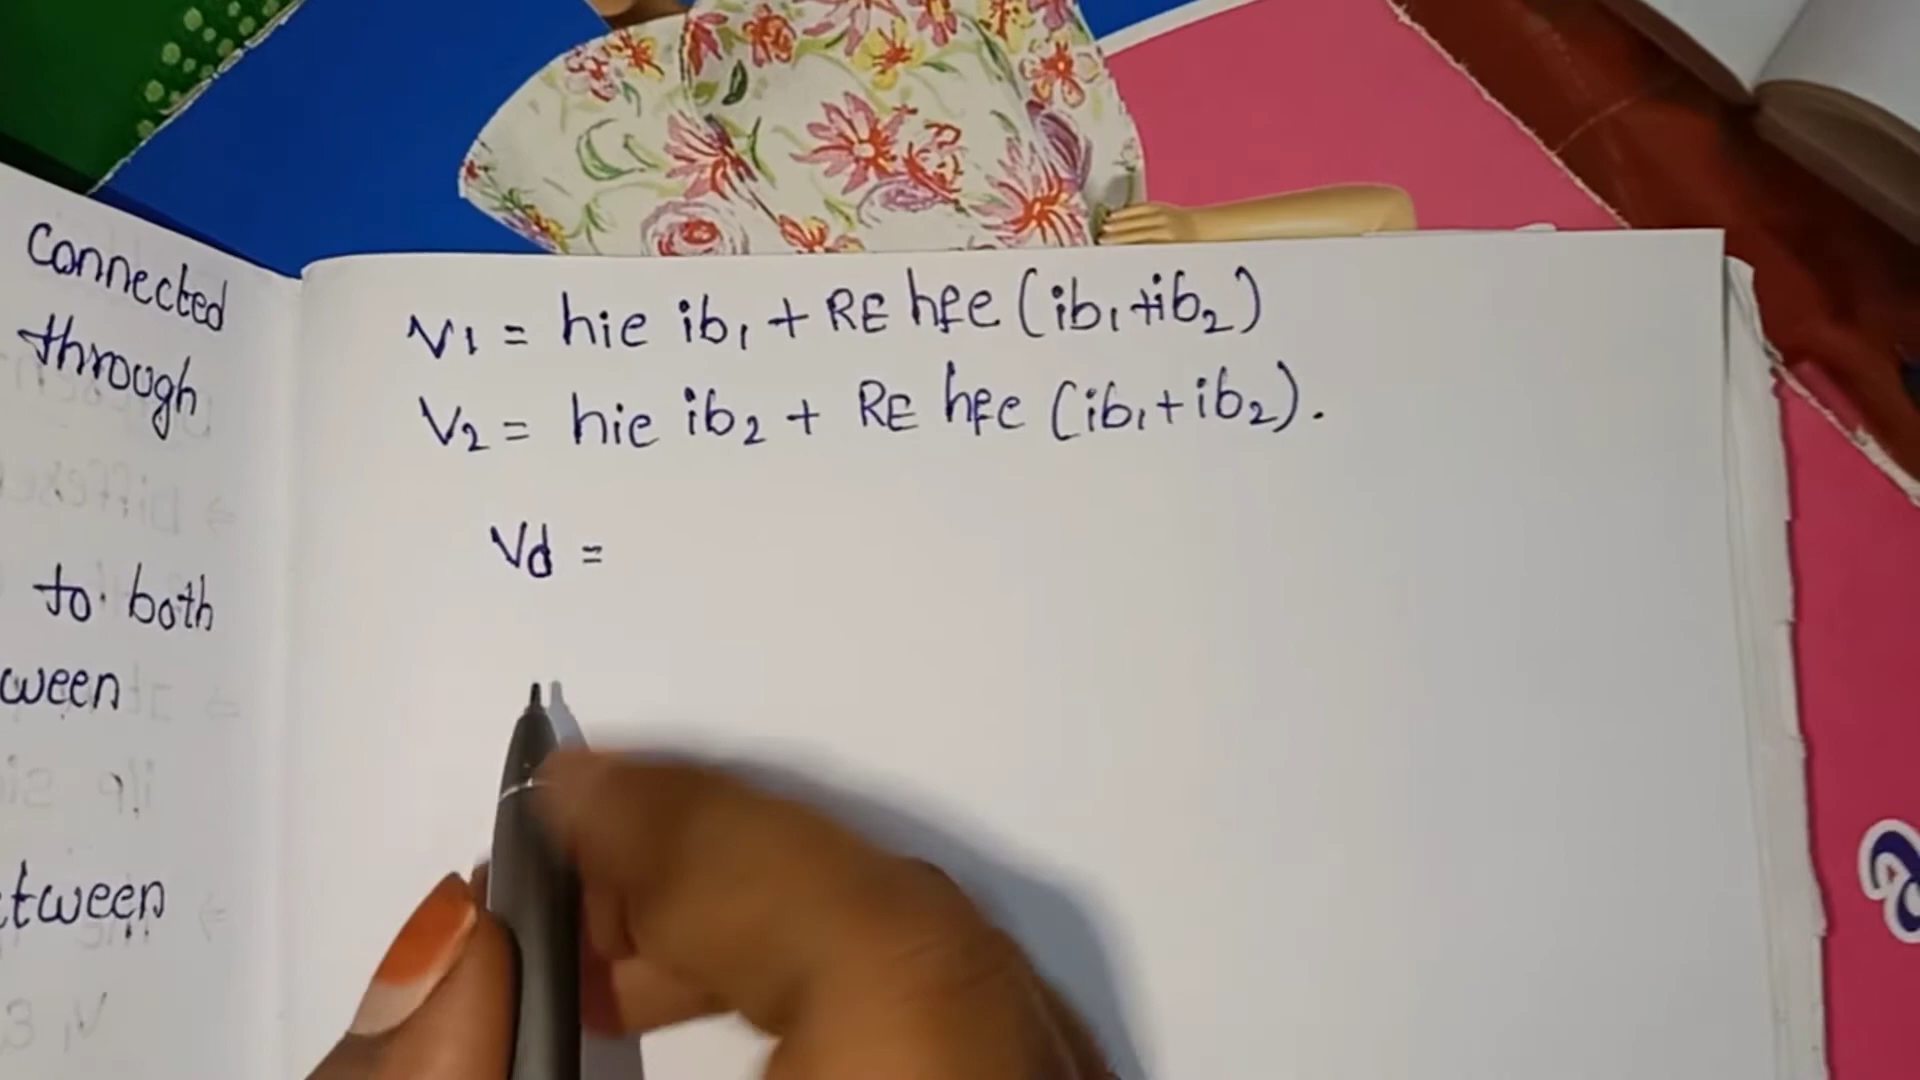 connected
through
to both
ween
tween
V1 = hie ib1 + RE hfe (ib1+ib2)
V2 = hie ib2 + RE hfe (ib1+ib2).
Vd =